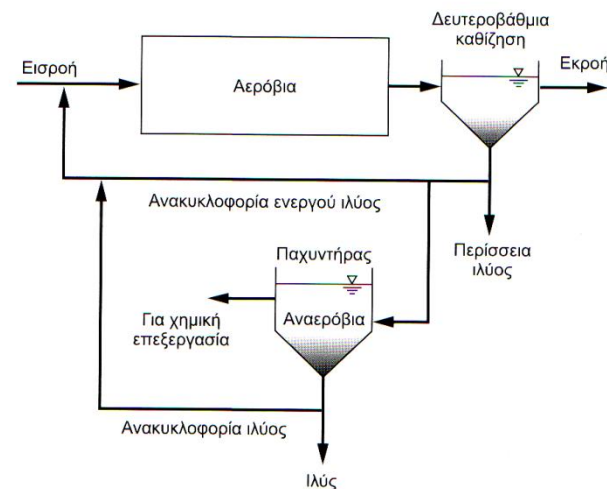 Δευτεροβάθμια
καθίζηση
Εισροή
Εκροή
Αερόβια
Ανακυκλοφορία ενεργού ιλύος
Περίσσεια
ιλύος
Παχυντήρας
Για χημική
επεξεργασία
Αναερόβια
Ανακυκλοφορία ιλύος
Ιλύς